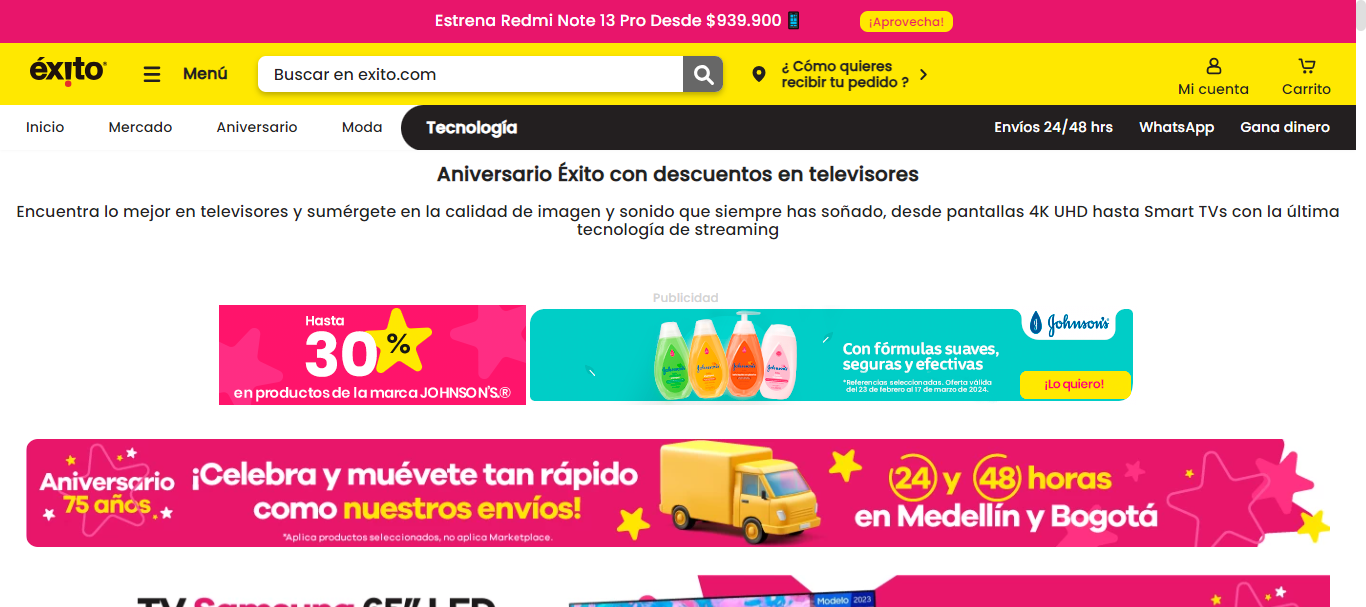 Estrena Redmi Note 13 Pro Desde $939.900
¡Aprovecha!
éxito
Menú
Buscar en exito.com
¿ Cómo quieres
recibir tu pedido ?
Mi cuenta
Carrito
Inicio
Mercado
Aniversario
Moda
Tecnología
Envíos 24/48 hrs
WhatsApp
Gana dinero
Aniversario Éxito con descuentos en televisores
Encuentra lo mejor en televisores y sumérgete en la calidad de imagen y sonido que siempre has soñado, desde pantallas 4K UHD hasta Smart TVs con la última
tecnología de streaming
Publicidad
Hasta
30%
en productos de la marca JOHNSON'S.®
Johnson's
Con fórmulas suaves,
seguras y efectivas
*Referencias seleccionadas. Oferta válida
del 23 de febrero al 17 de marzo de 2024.
¡Lo quiero!
Aniversario
75 años.
¡Celebra y muévete tan rápido
como nuestros envíos!
*Aplica productos seleccionados, no aplica Marketplace.
24 y 48 horas
en Medellín y Bogotá
TV Samsung 65" LED
Modelo 2023